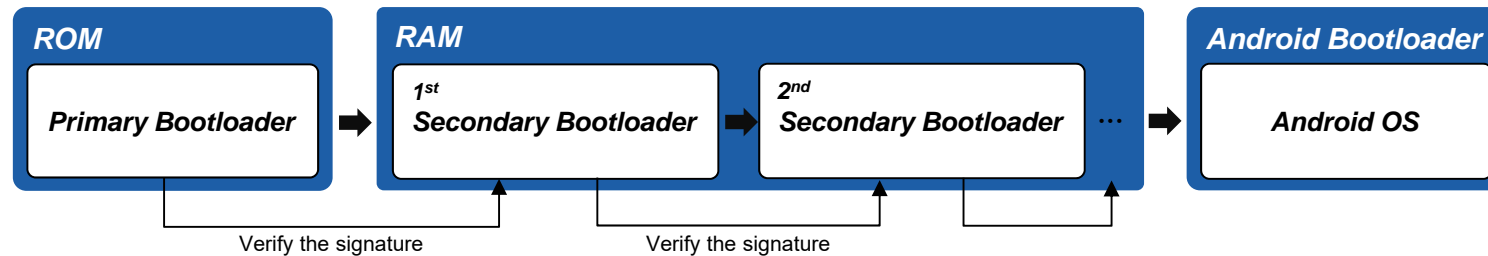 ROM
Primary Bootloader
RAM
1st
Secondary Bootloader
2nd
Secondary Bootloader
...
Android Bootloader
Android OS
Verify the signature
Verify the signature